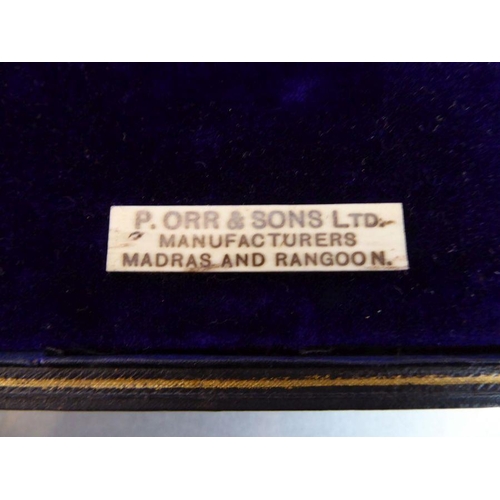 P. ORR & SONS LTD.
MANUFACTURERS
MADRAS AND RANGOON.